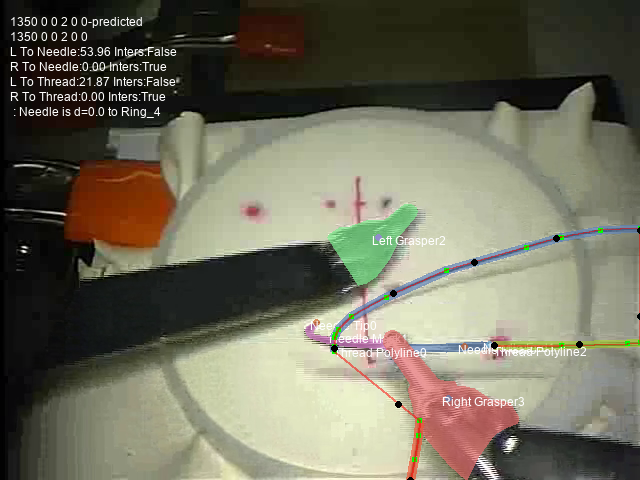 1350 0 0 2 0 0-predicted
1350 0 0 2 0 0
L To Needle:53.96 Inters:False
R To Needle:0.00 Inters:True
L To Thread:21.87 Inters:False
R To Thread:0.00 Inters:True
: Needle is d=0.0 to Ring_4
Left Grasper2
Tip0
Needle M
Thread Polyline0
Needle
Thread Polyline2
Right Grasper3